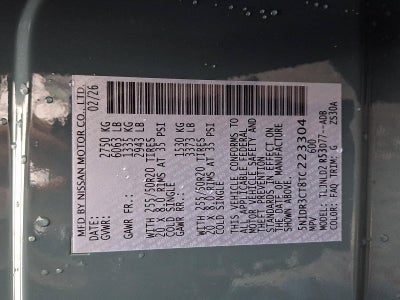 MFD BY NISSAN MOTOR CO., LTD.
DATE: 02/26
GVWR: 2750 KG
6063 LB
GAWR FR.: 1335 KG
2943 LB
WITH 255/50R20 TIRES
20 X 8.0 RIMS AT 35 PSI
COLD SINGLE
GAWR RR.: 1530 KG
3373 LB
WITH 255/50R20 TIRES
20 X 8.0 RIMS AT 35 PSI
COLD SINGLE
THIS VEHICLE CONFORMS TO
ALL APPLICABLE FEDERAL
MOTOR VEHICLE SAFETY AND
THEFT PREVENTION
STANDARDS IN EFFECT ON
THE DATE OF MANUFACTURE
SHOWN ABOVE.
5N1DR3CT8TC223304
MPV
COLOR: FAQ TRIM: G
ZS30A